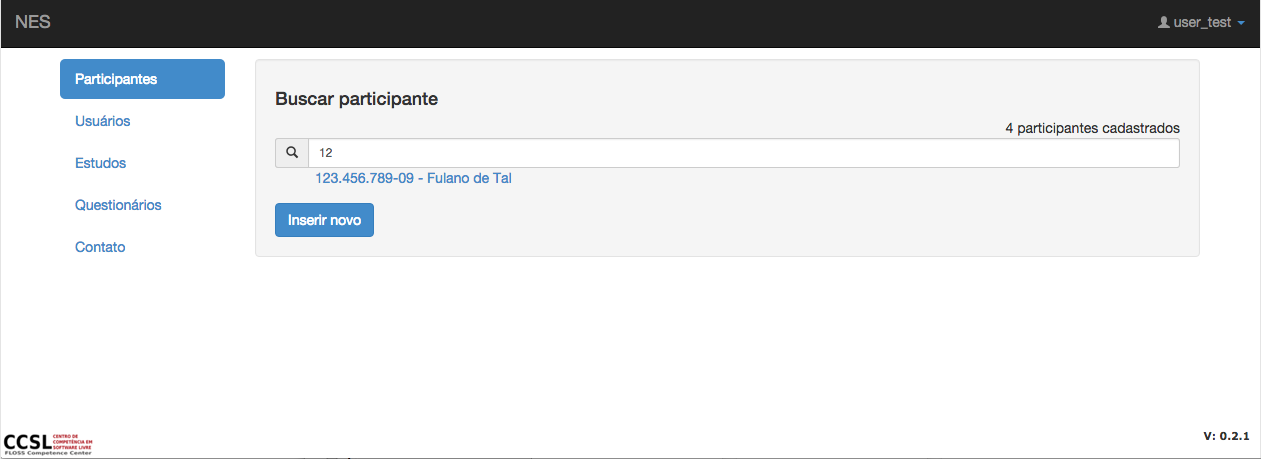 NES
user_test
Participantes
Usuários
Estudos
Questionários
Contato
Buscar participante
4 participantes cadastrados
12
123.456.789-09 - Fulano de Tal
Inserir novo
CCSL CENTRO DE
COMPETÊNCIA EM
SOFTWARE LIVRE
FLOSS Competence Center
V: 0.2.1